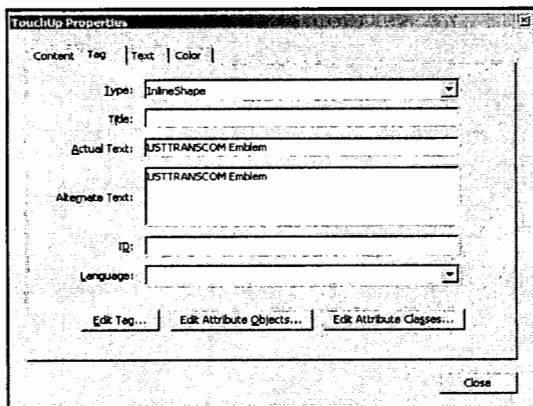 TouchUp Properties
Content Tag Text Color
Type: InlineShape
Title:
Actual Text: USTTRANSCOM Emblem
Alternate Text: USTTRANSCOM Emblem
ID:
Language:
Edit Tag... Edit Attribute Objects... Edit Attribute Classes...
Close